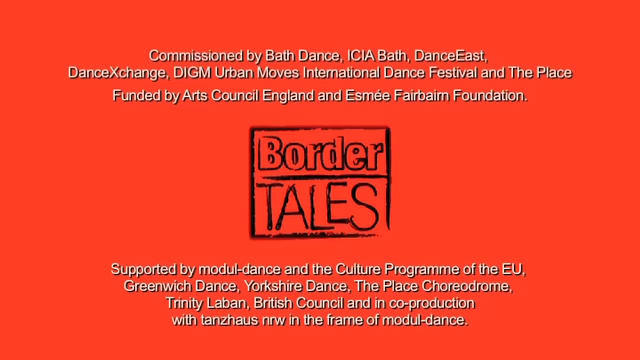 Commissioned by Bath Dance, ICIA Bath, DanceEast,
DanceXchange, DIGM Urban Moves International Dance Festival and The Place
Funded by Arts Council England and Esmée Fairbairn Foundation.
Border
TALES
Supported by modul-dance and the Culture Programme of the EU,
Greenwich Dance, Yorkshire Dance, The Place Choreodrome,
Trinity Laban, British Council and in co-production
with tanzhaus nrw in the frame of modul-dance.